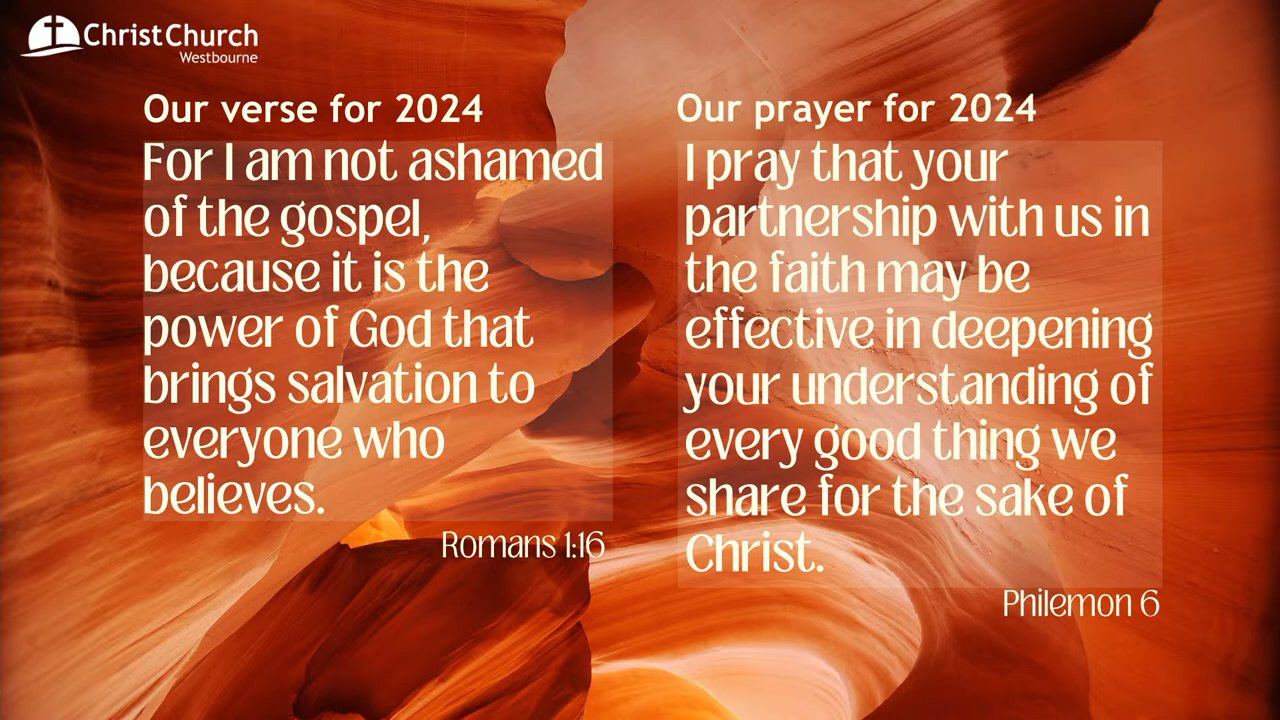 Christ Church
Westbourne
Our verse for 2024
For I am not ashamed
of the gospel,
because it is the
power of God that
brings salvation to
everyone who
believes.
Romans 1:16
Our prayer for 2024
I pray that your
partnership with us in
the faith may be
effective in deepening
your understanding of
every good thing we
share for the sake of
Christ.
Philemon 6